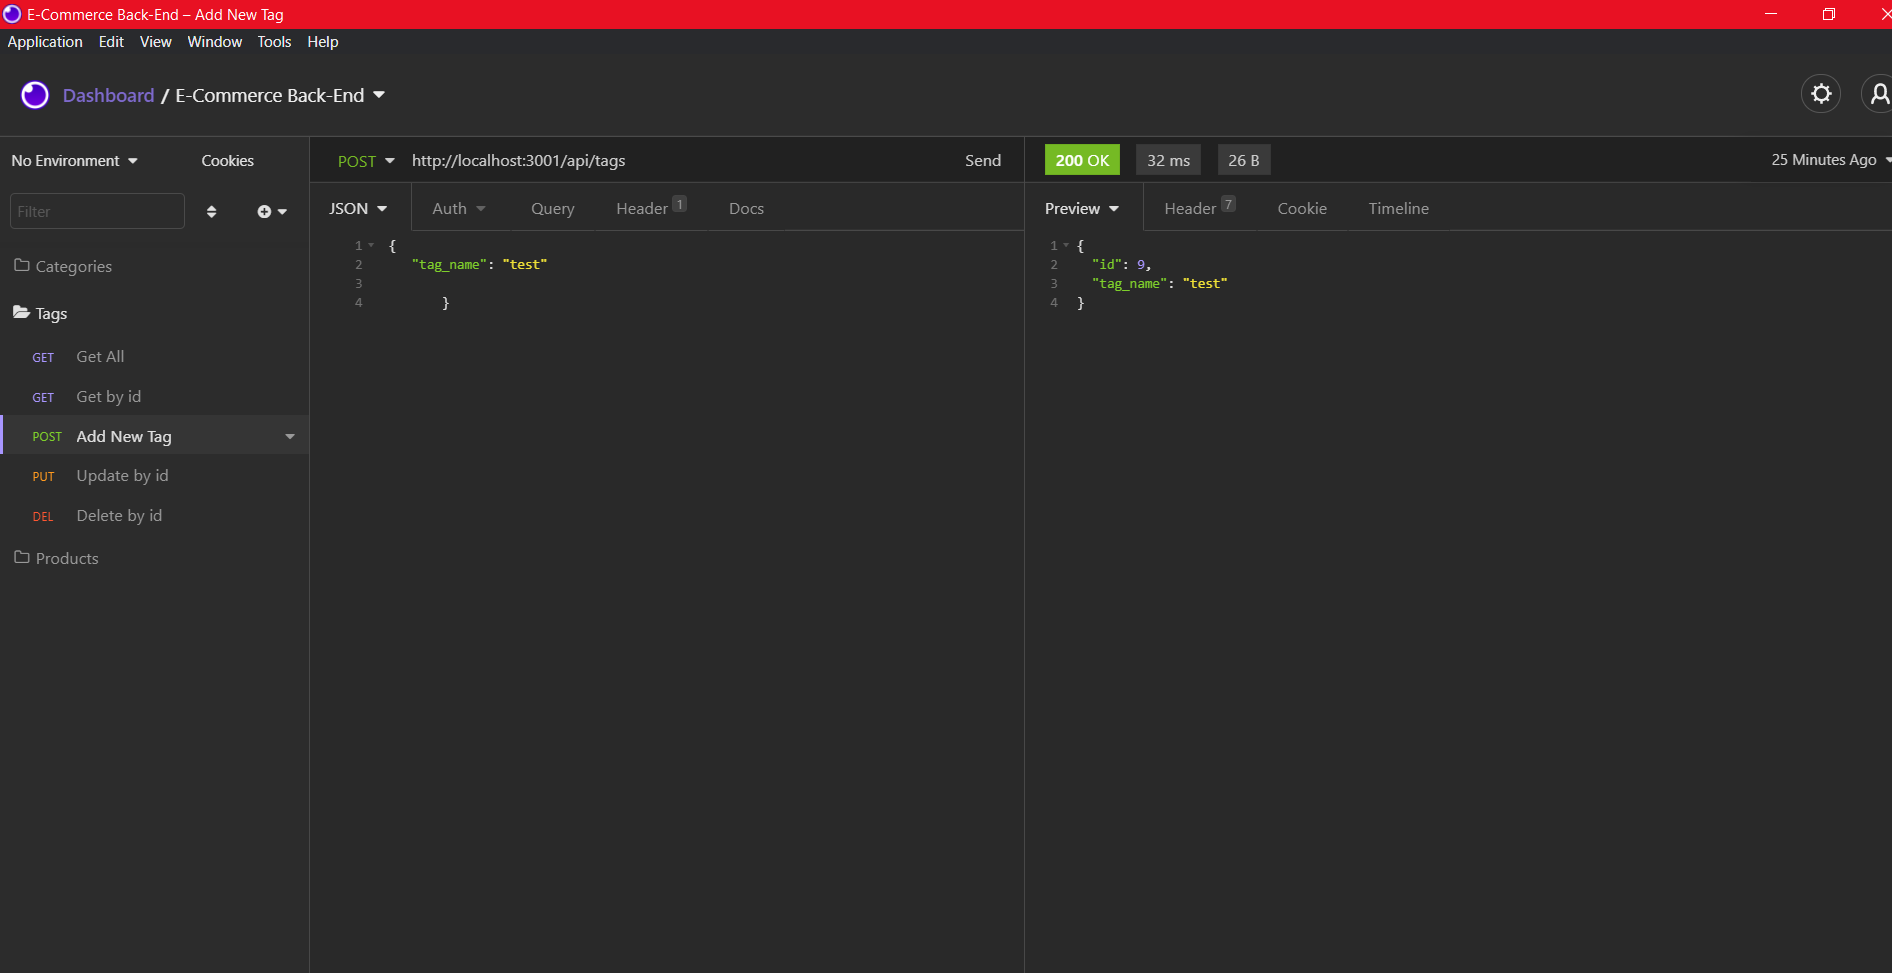 E-Commerce Back-End – Add New Tag
Application Edit View Window Tools Help
Dashboard / E-Commerce Back-End
No Environment Cookies
POST http://localhost:3001/api/tags Send
200 OK 32 ms 26 B 25 Minutes Ago
Filter
JSON Auth Query Header 1 Docs
Preview Header 7 Cookie Timeline
Categories
Tags
GET Get All
GET Get by id
POST Add New Tag
PUT Update by id
DEL Delete by id
Products
1 {
2 "tag_name": "test"
3
4 }
1 {
2 "id": 9,
3 "tag_name": "test"
4 }